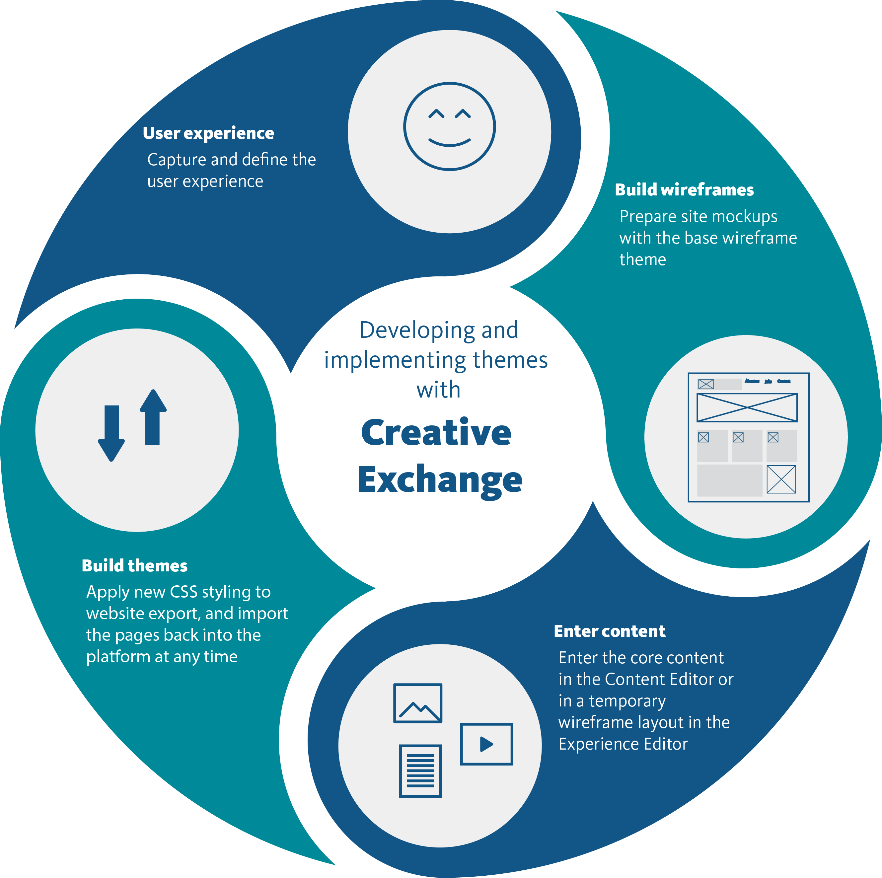 User experience
Capture and define the
user experience
Build wireframes
Prepare site mockups
with the base wireframe
theme
Developing and
implementing themes
with
Creative
Exchange
Build themes
Apply new CSS styling to
website export, and import
the pages back into the
platform at any time
Enter content
Enter the core content
in the Content Editor or
in a temporary
wireframe layout in the
Experience Editor